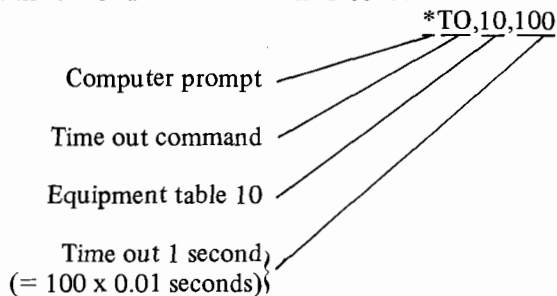 *TO,10,100
Computer prompt
Time out command
Equipment table 10
Time out 1 second
(= 100 x 0.01 seconds)